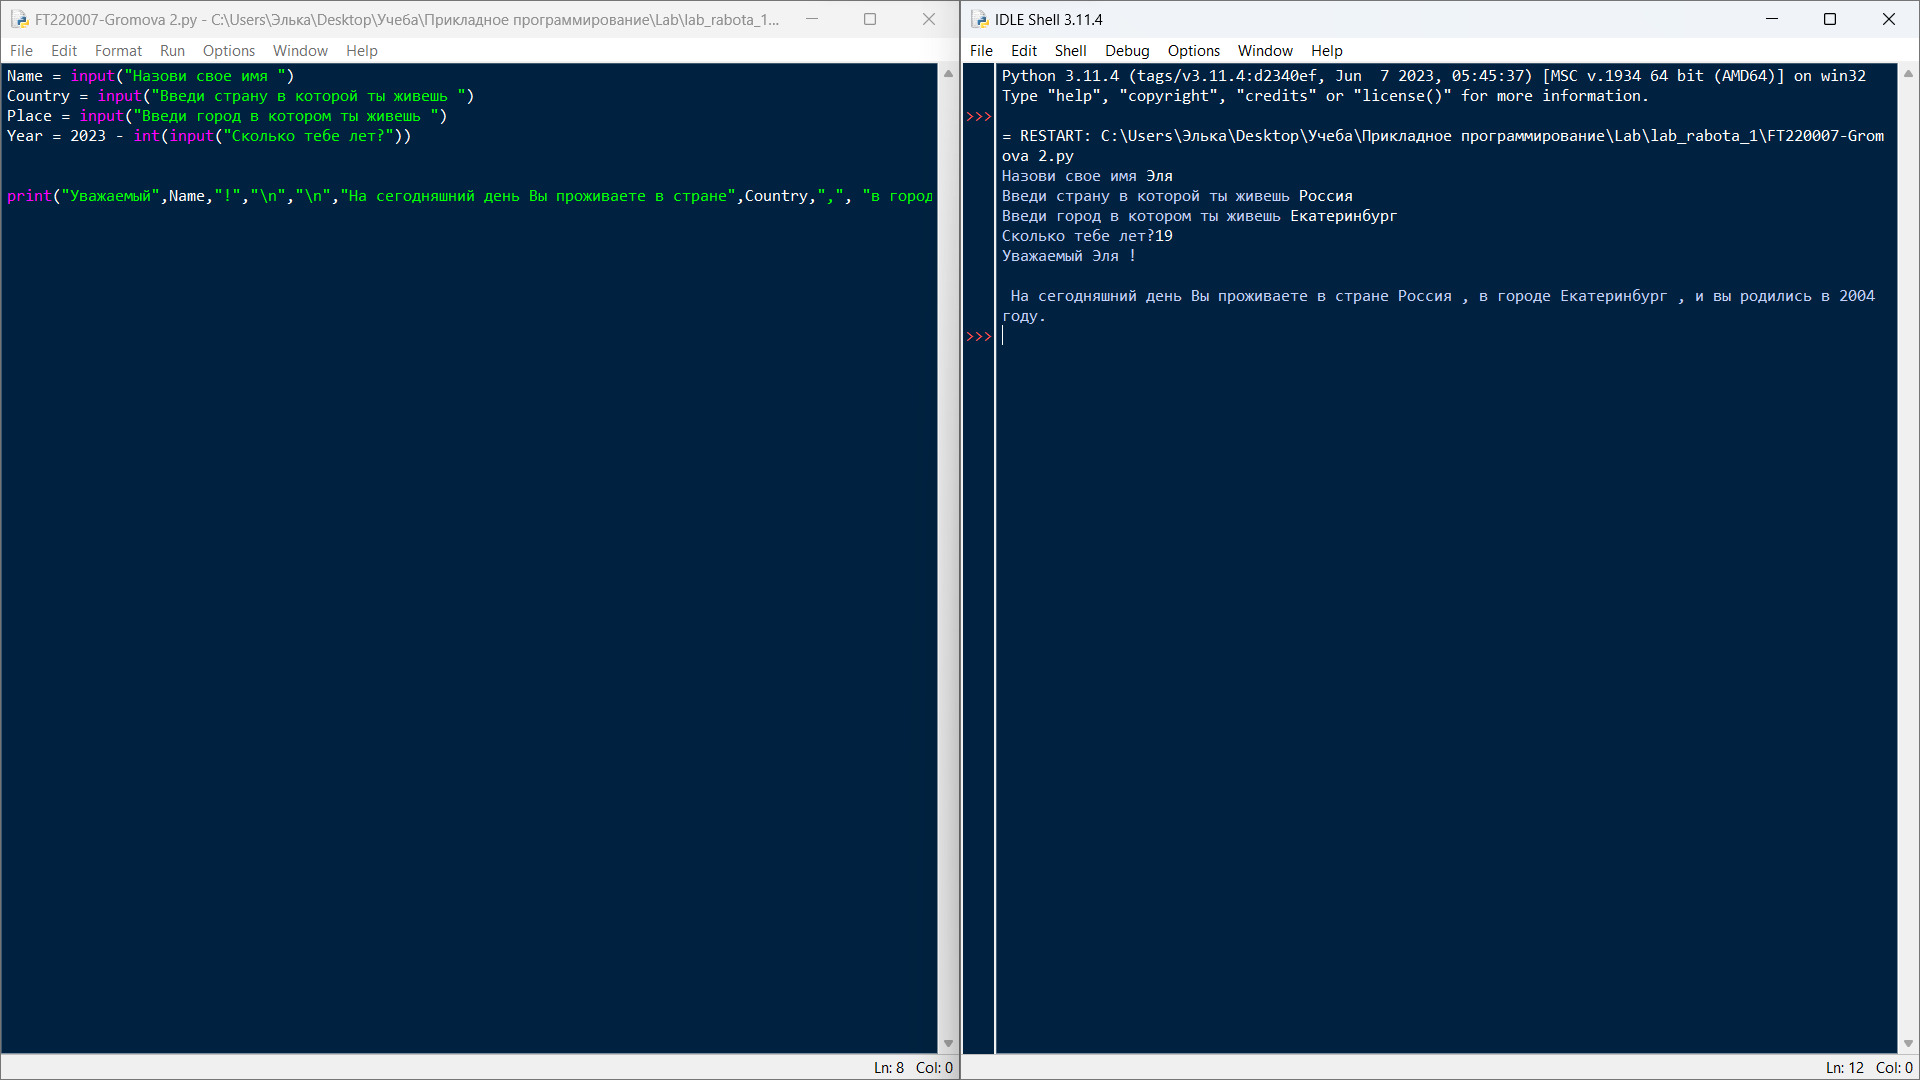 FT220007-Gromova 2.py - C:\Users\Элька\Desktop\Учеба\Прикладное программирование\Lab\lab_rabota_1...
File Edit Format Run Options Window Help
Name = input("Назови свое имя ")
Country = input("Введи страну в которой ты живешь ")
Place = input("Введи город в котором ты живешь ")
Year = 2023 - int(input("Сколько тебе лет?"))
print("Уважаемый",Name,"!","\n","\n","На сегодняшний день Вы проживаете в стране",Country,",", "в город
Ln: 8 Col: 0
IDLE Shell 3.11.4
File Edit Shell Debug Options Window Help
Python 3.11.4 (tags/v3.11.4:d2340ef, Jun  7 2023, 05:45:37) [MSC v.1934 64 bit (AMD64)] on win32
Type "help", "copyright", "credits" or "license()" for more information.
>>>
= RESTART: C:\Users\Элька\Desktop\Учеба\Прикладное программирование\Lab\lab_rabota_1\FT220007-Grom
ova 2.py
Назови свое имя Эля
Введи страну в которой ты живешь Россия
Введи город в котором ты живешь Екатеринбург
Сколько тебе лет?19
Уважаемый Эля !
На сегодняшний день Вы проживаете в стране Россия , в городе Екатеринбург , и вы родились в 2004
году.
>>>
Ln: 12 Col: 0